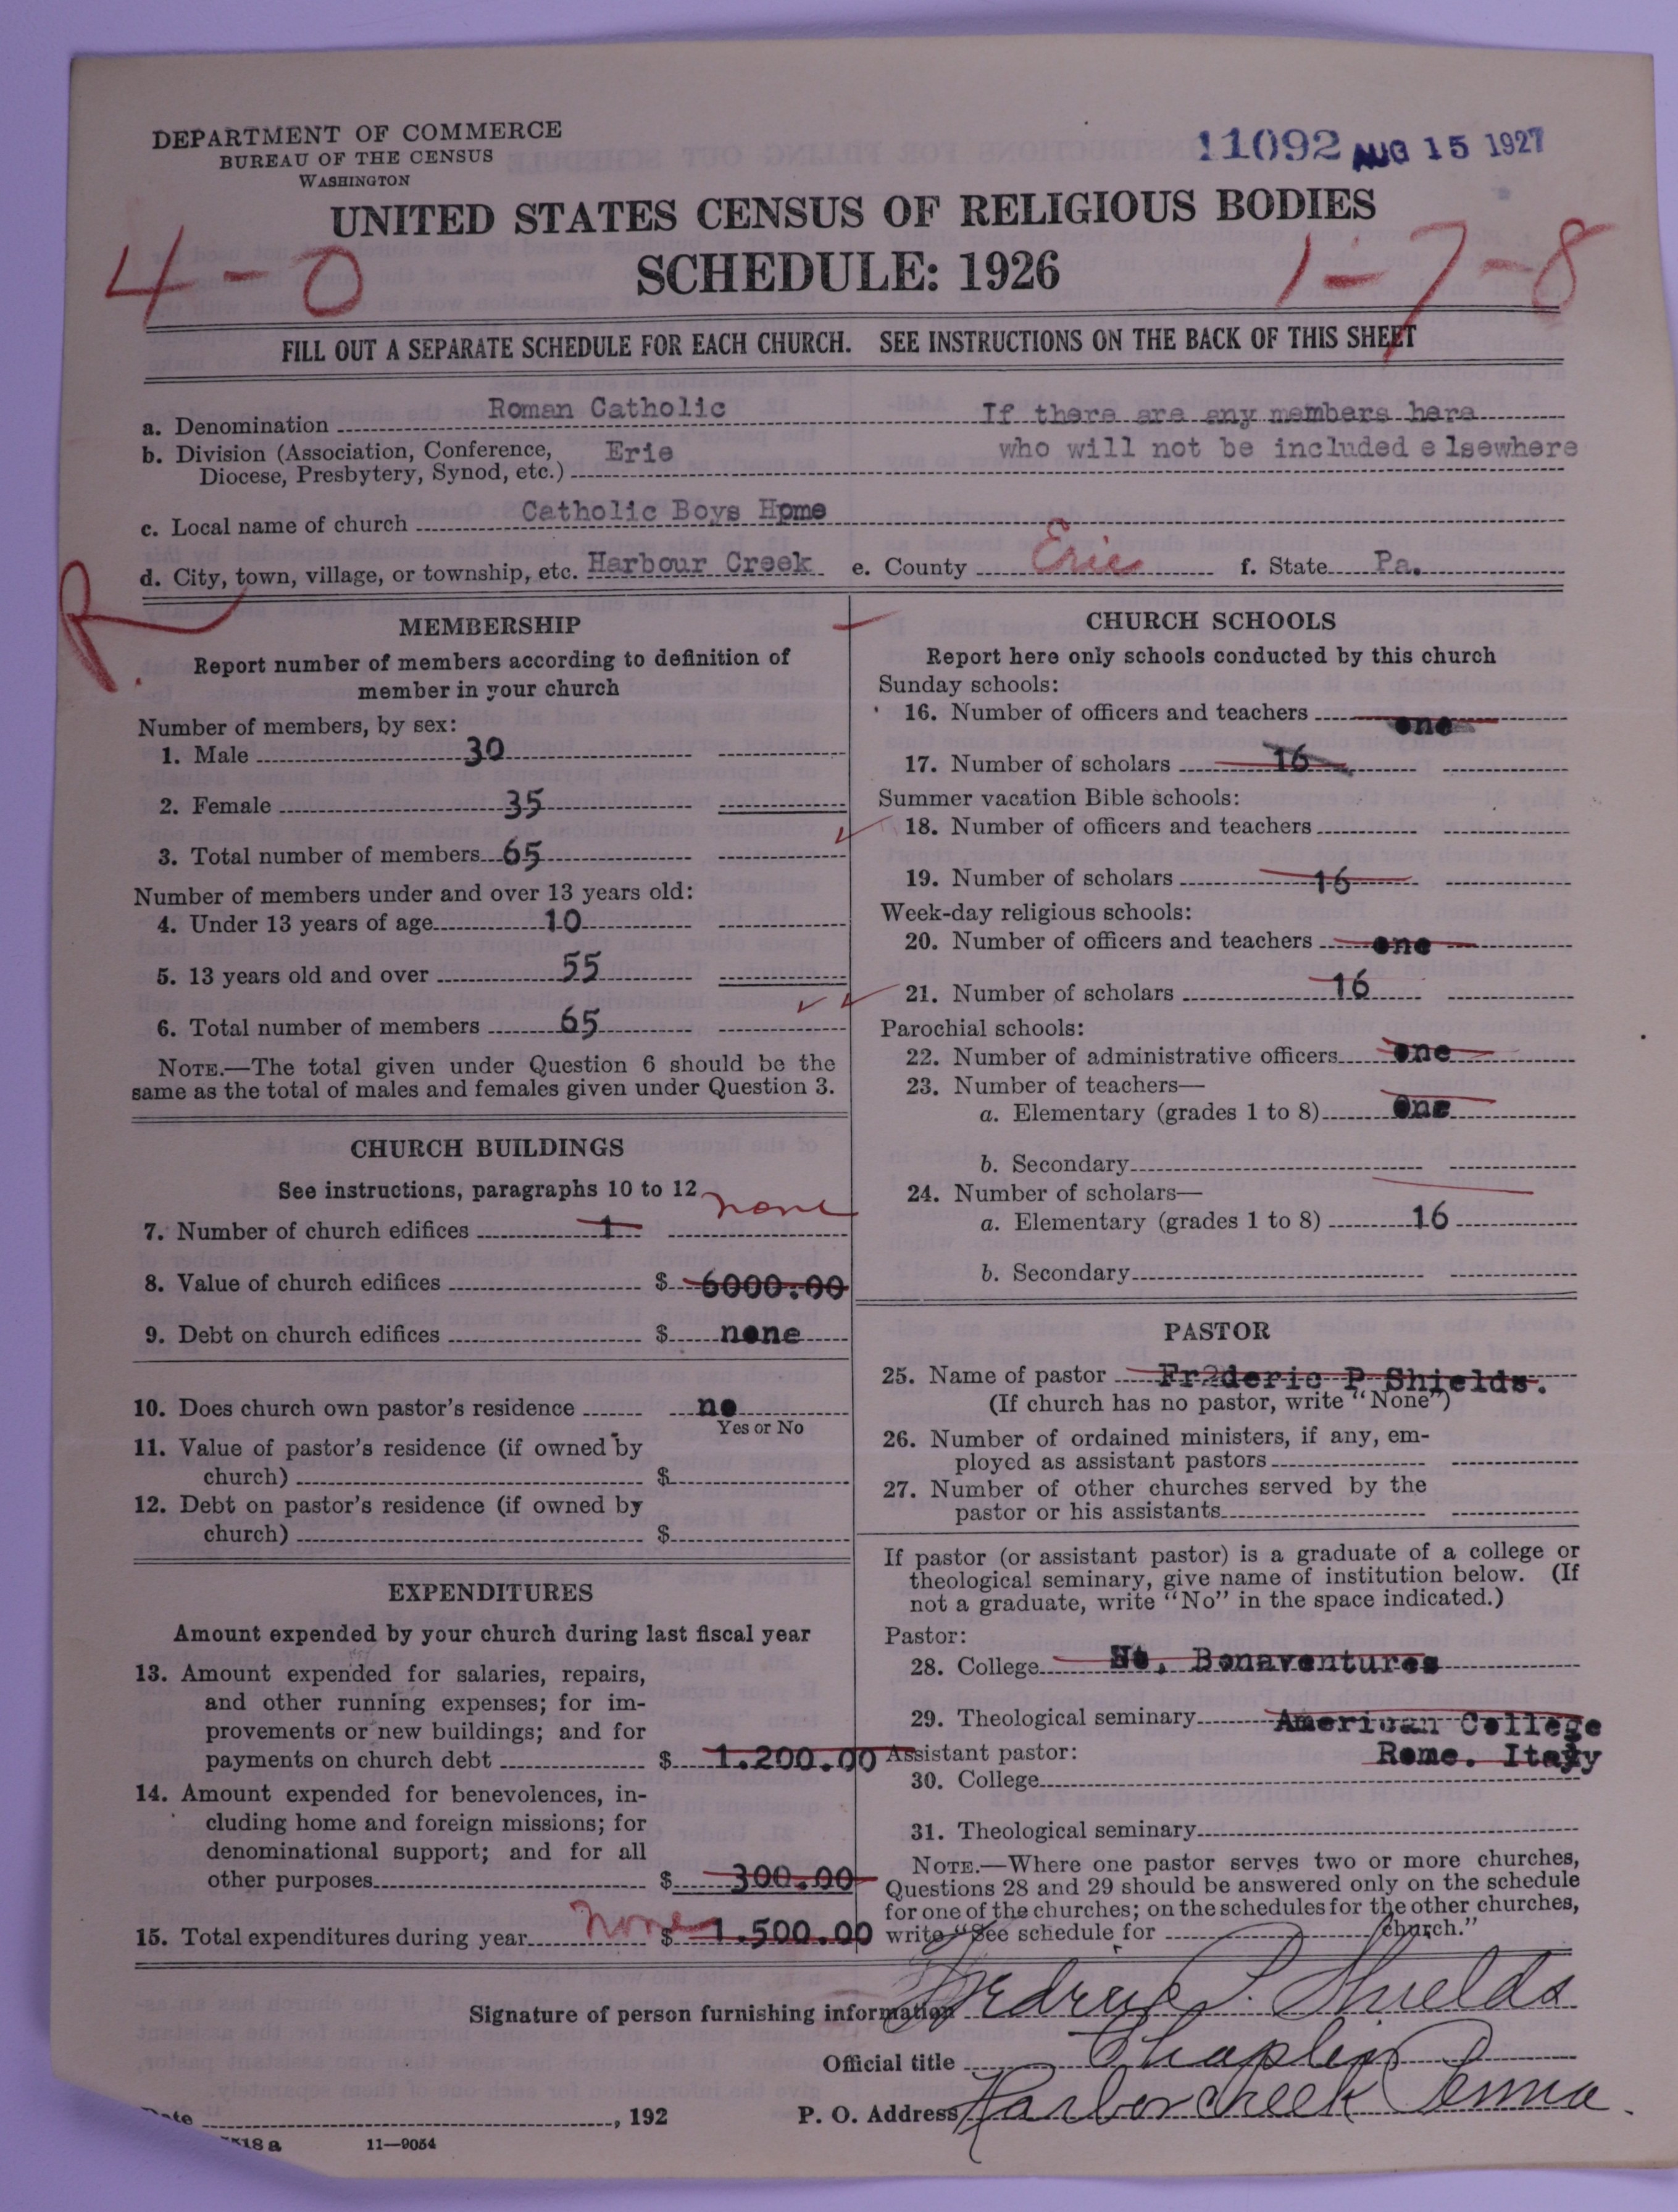 DEPARTMENT OF COMMERCE
BUREAU OF THE CENSUS
WASHINGTON
11092 AUG 15 1927
UNITED STATES CENSUS OF RELIGIOUS BODIES
4-0 SCHEDULE: 1926 1-7-8
FILL OUT A SEPARATE SCHEDULE FOR EACH CHURCH. SEE INSTRUCTIONS ON THE BACK OF THIS SHEET
a. Denomination Roman Catholic If there are any members here
b. Division (Association, Conference, Diocese, Presbytery, Synod, etc.) Erie who will not be included elsewhere
c. Local name of church Catholic Boys Hpme
d. City, town, village, or township, etc. Harbour Creek e. County Erie f. State Pa.
R
MEMBERSHIP
Report number of members according to definition of
member in your church
Number of members, by sex:
1. Male 30
2. Female 35
3. Total number of members 65
Number of members under and over 13 years old:
4. Under 13 years of age 10
5. 13 years old and over 55
6. Total number of members 65
NOTE.—The total given under Question 6 should be the
same as the total of males and females given under Question 3.
CHURCH BUILDINGS
See instructions, paragraphs 10 to 12
none
7. Number of church edifices 1
8. Value of church edifices $ 6000.00
9. Debt on church edifices $ none
10. Does church own pastor's residence no
Yes or No
11. Value of pastor's residence (if owned by
church) $
12. Debt on pastor's residence (if owned by
church) $
EXPENDITURES
Amount expended by your church during last fiscal year
13. Amount expended for salaries, repairs,
and other running expenses; for im-
provements or new buildings; and for
payments on church debt $ 1.200.00
14. Amount expended for benevolences, in-
cluding home and foreign missions; for
denominational support; and for all
other purposes $ 300.00
15. Total expenditures during year none $ 1.500.00
CHURCH SCHOOLS
Report here only schools conducted by this church
Sunday schools:
16. Number of officers and teachers one
17. Number of scholars 16
Summer vacation Bible schools:
18. Number of officers and teachers
19. Number of scholars 16
Week-day religious schools:
20. Number of officers and teachers one
21. Number of scholars 16
Parochial schools:
22. Number of administrative officers one
23. Number of teachers—
a. Elementary (grades 1 to 8) One
b. Secondary
24. Number of scholars—
a. Elementary (grades 1 to 8) 16
b. Secondary
PASTOR
25. Name of pastor Fr2deric P Shields.
(If church has no pastor, write "None")
26. Number of ordained ministers, if any, em-
ployed as assistant pastors
27. Number of other churches served by the
pastor or his assistants
If pastor (or assistant pastor) is a graduate of a college or
theological seminary, give name of institution below. (If
not a graduate, write "No" in the space indicated.)
Pastor:
28. College St. Bonaventures
29. Theological seminary American College
Assistant pastor: Rome. Italy
30. College
31. Theological seminary
NOTE.—Where one pastor serves two or more churches,
Questions 28 and 29 should be answered only on the schedule
for one of the churches; on the schedules for the other churches,
write "See schedule for church."
Signature of person furnishing information Fredrick P. Shields
Official title Chaplin
Date , 192 P. O. Address Harborcreek Penna.
518 a 11—9054